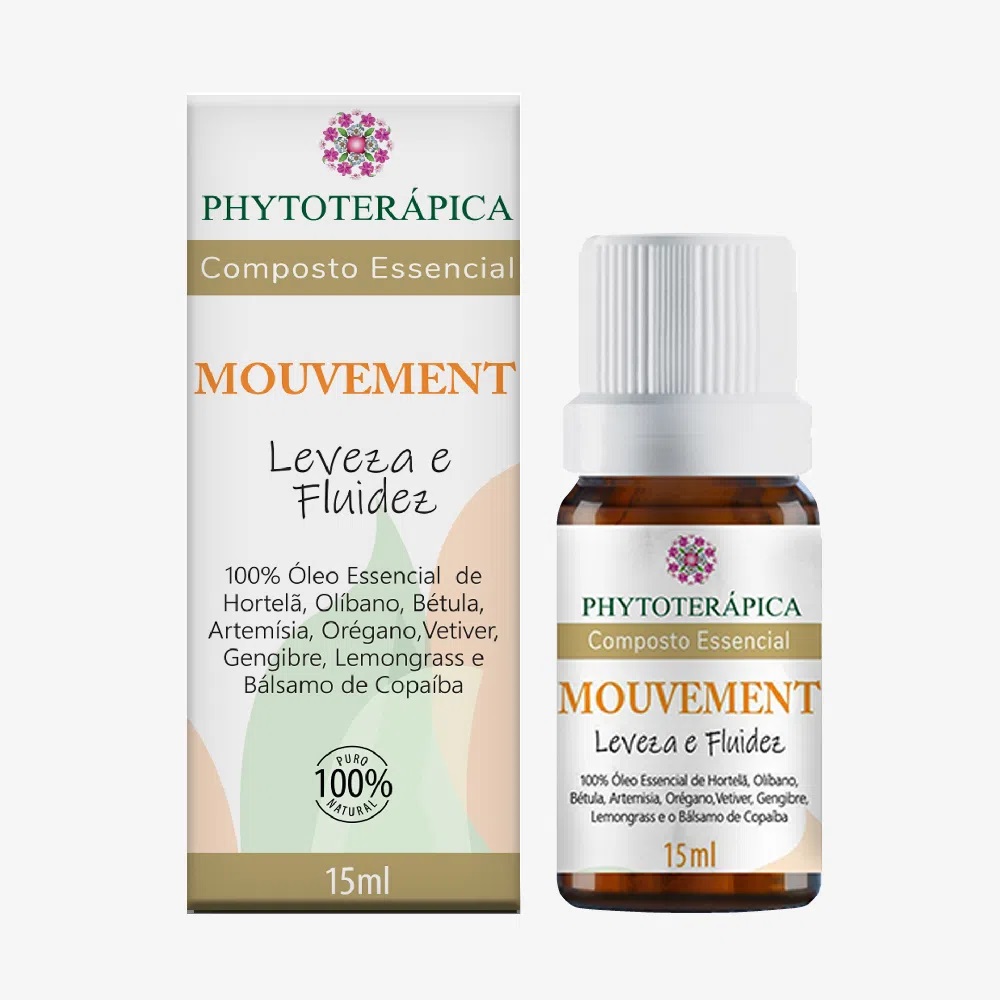 PHYTOTERÁPICA
Composto Essencial
MOUVEMENT
Leveza e
Fluidez
100% Óleo Essencial de
Hortelã, Olíbano, Bétula,
Artemísia, Orégano,Vetiver,
Gengibre, Lemongrass e
Bálsamo de Copaíba
PURO
100%
NATURAL
15ml
PHYTOTERÁPICA
Composto Essencial
MOUVEMENT
Leveza e Fluidez
100% Óleo Essencial de Hortelã, Olíbano,
Bétula, Artemisia, Orégano,Vetiver, Gengibre,
Lemongrass e o Bálsamo de Copaíba
15ml